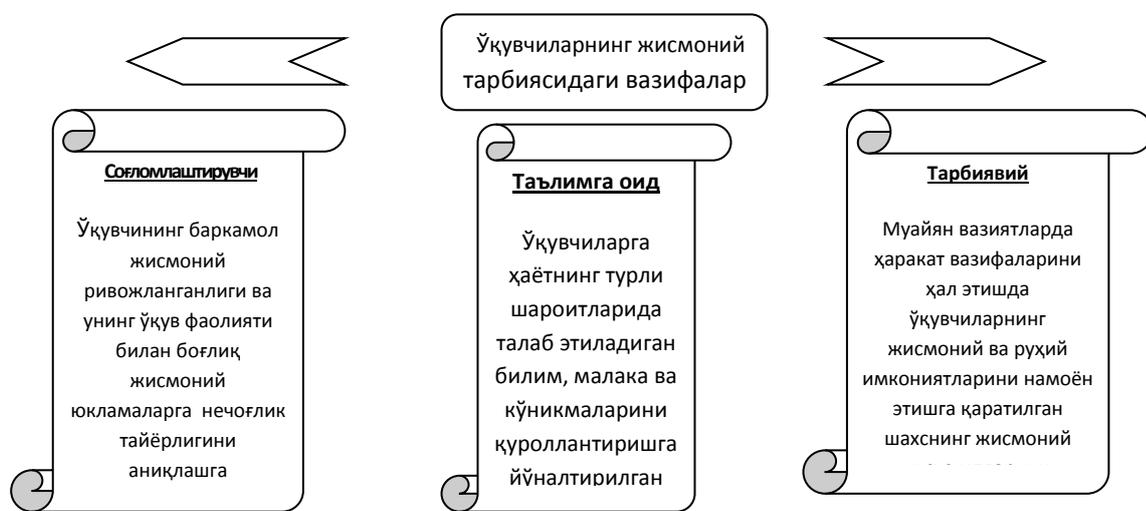 Ўқувчиларнинг жисмоний
тарбиясидаги вазифалар
Соғломлаштирувчи
Ўқувчининг баркамол
жисмоний
ривожланганлиги ва
унинг ўқув фаолияти
билан боғлиқ
жисмоний
юкламаларга нечоғлик
тайёрлигини
аниқлашга
Таълимга оид
Ўқувчиларга
ҳаётнинг турли
шароитларида
талаб этиладиган
билим, малака ва
кўникмаларини
қуроллантиришга
йўналтирилган
Тарбиявий
Муайян вазиятларда
ҳаракат вазифаларини
ҳал этишда
ўқувчиларнинг
жисмоний ва руҳий
имкониятларини намоён
этишга қаратилган
шахснинг жисмоний